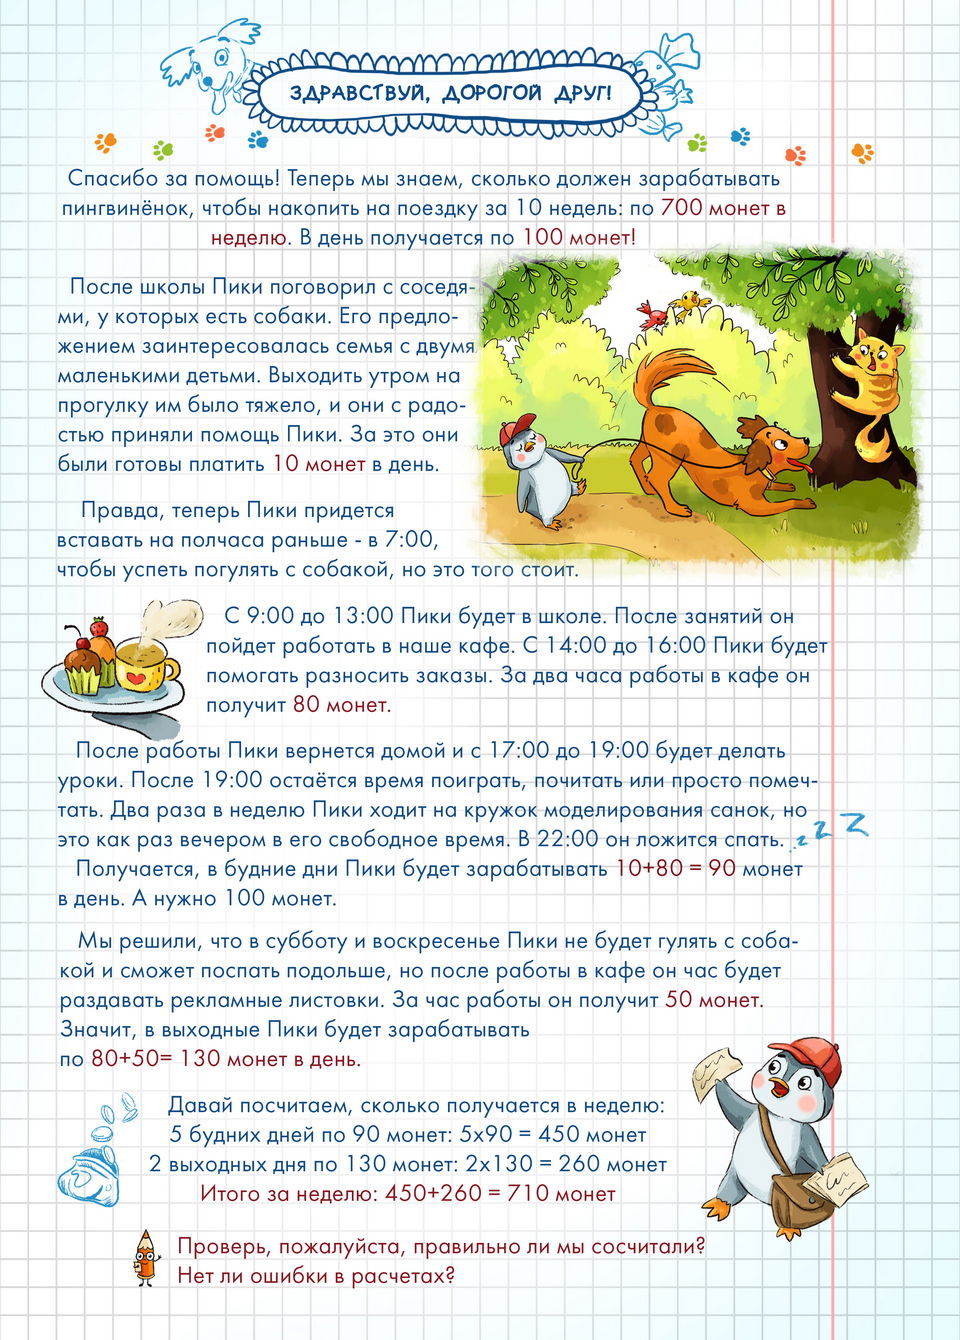 ЗДРАВСТВУЙ, ДОРОГОЙ ДРУГ!
Спасибо за помощь! Теперь мы знаем, сколько должен зарабатывать
пингвинёнок, чтобы накопить на поездку за 10 недель: по 700 монет в
неделю. В день получается по 100 монет!
После школы Пики поговорил с соседя-
ми, у которых есть собаки. Его предло-
жением заинтересовалась семья с двумя
маленькими детьми. Выходить утром на
прогулку им было тяжело, и они с радо-
стью приняли помощь Пики. За это они
были готовы платить 10 монет в день.
Правда, теперь Пики придется
вставать на полчаса раньше - в 7:00,
чтобы успеть погулять с собакой, но это того стоит.
С 9:00 до 13:00 Пики будет в школе. После занятий он
пойдет работать в наше кафе. С 14:00 до 16:00 Пики будет
помогать разносить заказы. За два часа работы в кафе он
получит 80 монет.
После работы Пики вернется домой и с 17:00 до 19:00 будет делать
уроки. После 19:00 остаётся время поиграть, почитать или просто помеч-
тать. Два раза в неделю Пики ходит на кружок моделирования санок, но
это как раз вечером в его свободное время. В 22:00 он ложится спать.
z z Z
Получается, в будние дни Пики будет зарабатывать 10+80 = 90 монет
в день. А нужно 100 монет.
Мы решили, что в субботу и воскресенье Пики не будет гулять с соба-
кой и сможет поспать подольше, но после работы в кафе он час будет
раздавать рекламные листовки. За час работы он получит 50 монет.
Значит, в выходные Пики будет зарабатывать
по 80+50= 130 монет в день.
Давай посчитаем, сколько получается в неделю:
5 будних дней по 90 монет: 5х90 = 450 монет
2 выходных дня по 130 монет: 2х130 = 260 монет
Итого за неделю: 450+260 = 710 монет
Проверь, пожалуйста, правильно ли мы сосчитали?
Нет ли ошибки в расчетах?